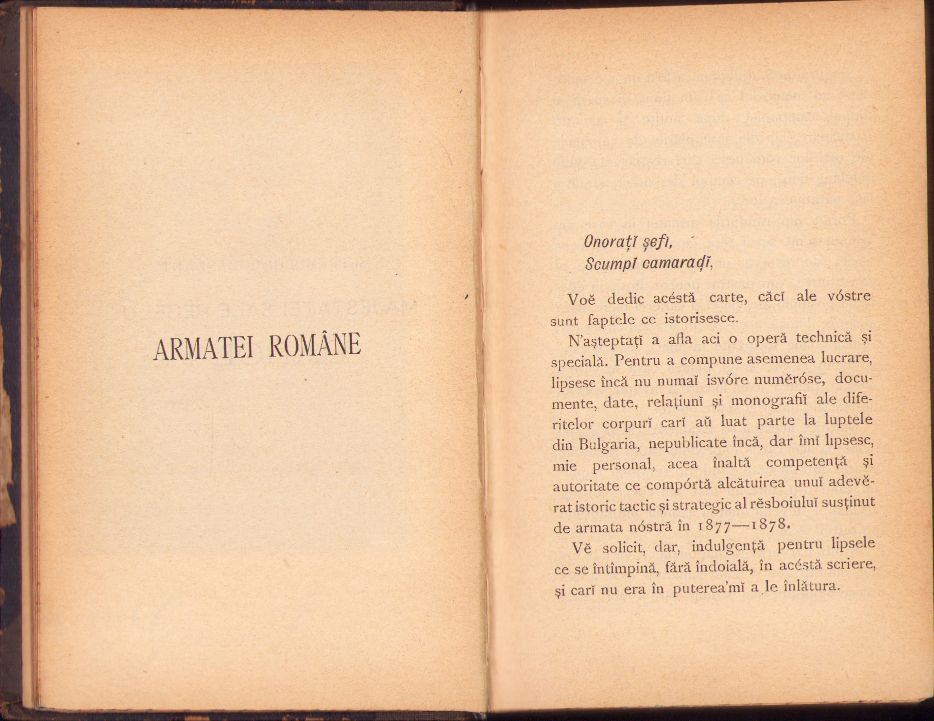 ARMATEI ROMÂNE
Onorațĭ șefĭ,
Scumpĭ camaradĭ,
Voĕ dedic acéstă carte, căcĭ ale vóstre
sunt faptele ce istorisesce.
N'așteptațĭ a afla aci o operă technică și
specială. Pentru a compune asemenea lucrare,
lipsesc încă nu numaĭ isvóre numĕróse, docu-
mente, date, relațiunĭ și monografiĭ ale dife-
ritelor corpurĭ carĭ aŭ luat parte la luptele
din Bulgaria, nepublicate încă, dar îmĭ lipsesc,
mie personal, acea înaltă competență și
autoritate ce compórtă alcătuirea unuĭ adevĕ-
rat istoric tactic și strategic al rĕsboiuluĭ susținut
de armata nóstră în 1877—1878.
Vĕ solicit, dar, indulgență pentru lipsele
ce se întîmpină, fără îndoială, în acéstă scriere,
și carĭ nu era în puterea'mĭ a le înlătura.